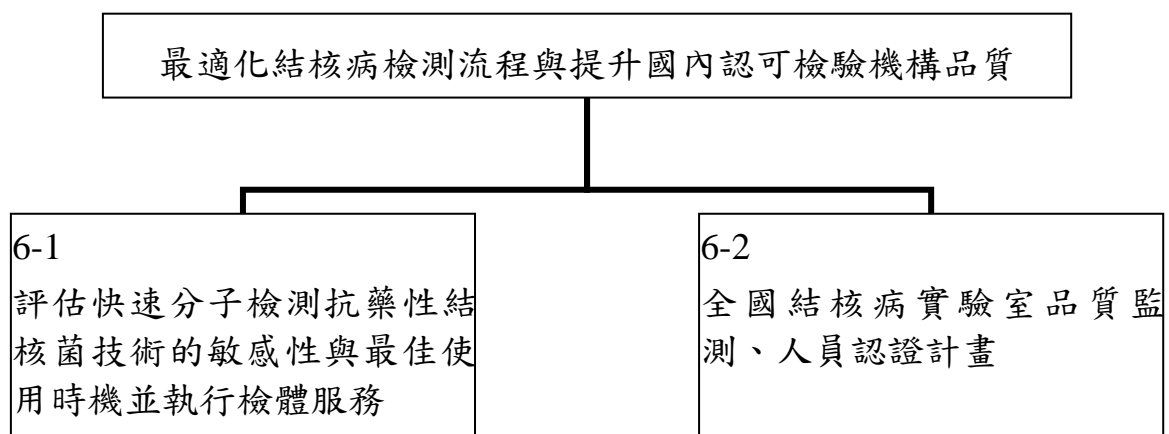 最適化結核病檢測流程與提升國內認可檢驗機構品質
6-1
評估快速分子檢測抗藥性結
核菌技術的敏感性與最佳使
用時機並執行檢體服務
6-2
全國結核病實驗室品質監
測、人員認證計畫